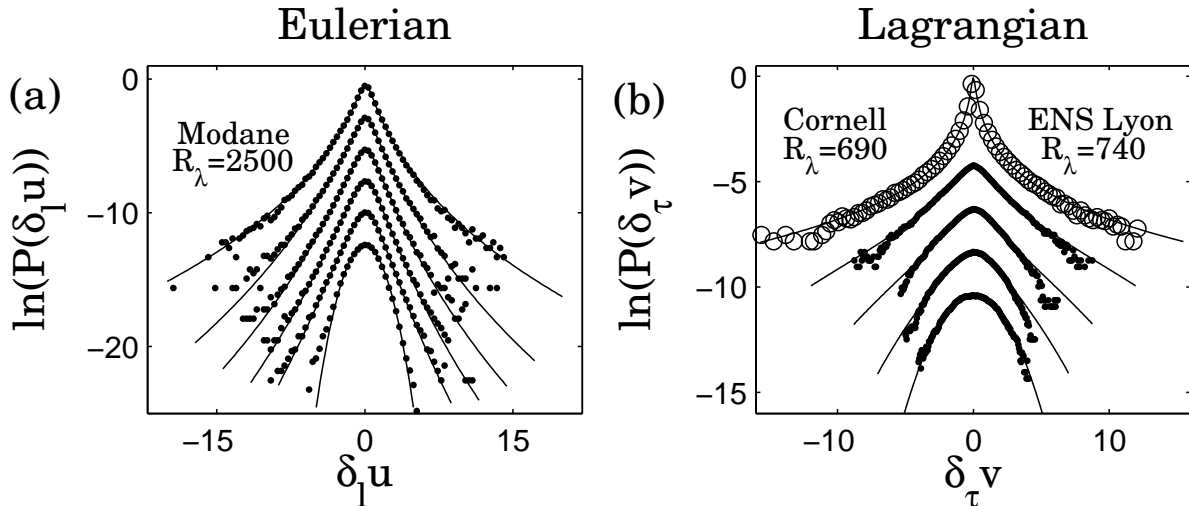 Eulerian
Lagrangian
(a)
(b)
ln(P(δ_l u))
0
−10
−20
−15
0
15
δ_l u
Modane
R_λ=2500
ln(P(δ_τ v))
0
−5
−10
−15
−10
0
10
δ_τ v
Cornell
R_λ=690
ENS Lyon
R_λ=740